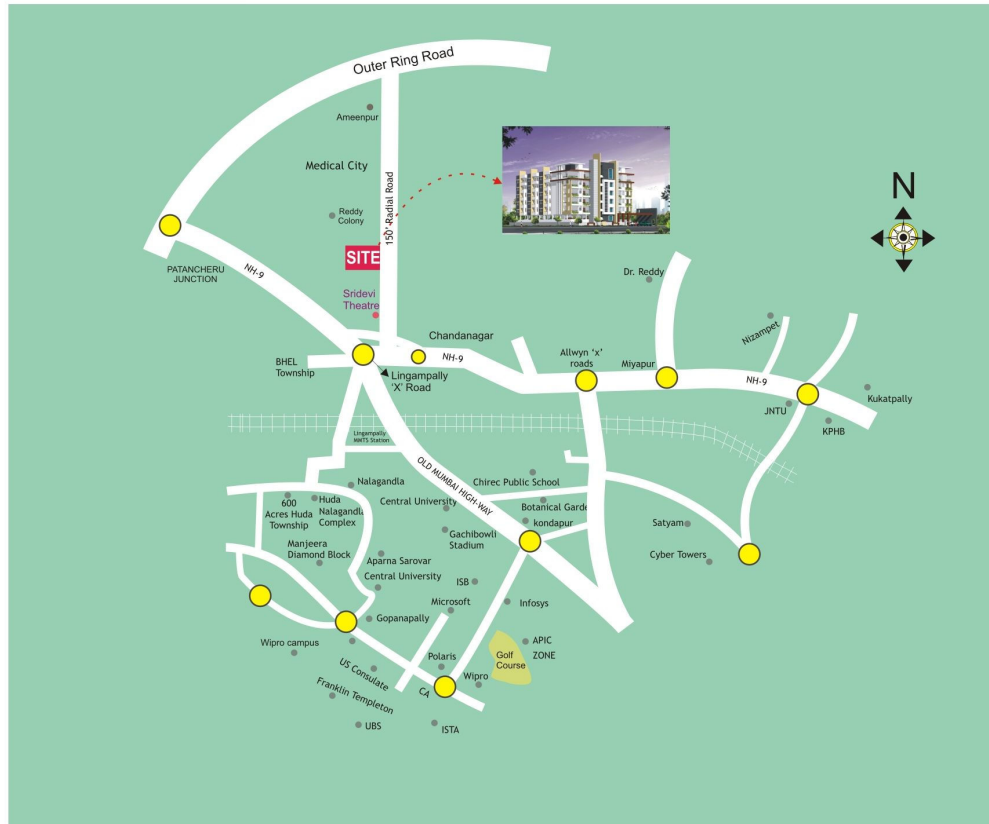 Outer Ring Road
Ameenpur
Medical City
150' Radial Road
Reddy
Colony
N
SITE
PATANCHERU
JUNCTION
NH-9
Sridevi
Theatre
Dr. Reddy
Chandanagar
Nizampet
BHEL
Township
NH-9
Lingampally
'X' Road
Allwyn ‘x’
roads
Miyapur
NH-9
Kukatpally
JNTU
KPHB
Lingampally
MMTS Station
OLD MUMBAI HIGH-WAY
Nalagandla
Chirec Public School
600
Acres Huda
Township
Huda
Nalagandla
Complex
Central University
Botanical Garde
kondapur
Satyam
Gachibowli
Stadium
Manjeera
Diamond Block
Aparna Sarovar
Cyber Towers
Central University
ISB
Microsoft
Infosys
Gopanapally
Wipro campus
US Consulate
Polaris
Golf
Course
APIC
ZONE
Wipro
CA
Franklin Templeton
UBS
ISTA